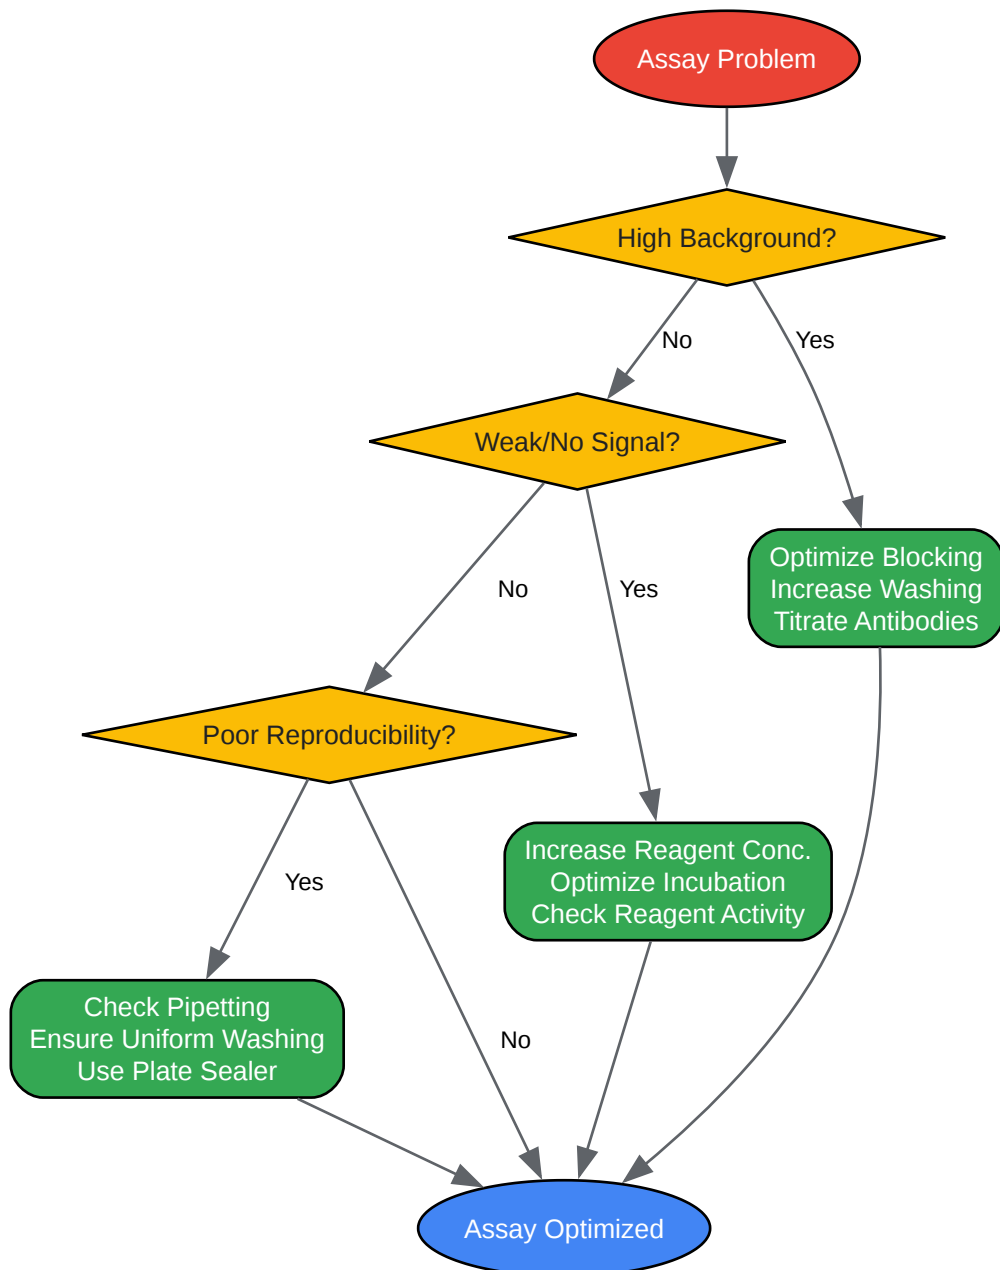 Assay Problem
High Background?
No
Yes
Weak/No Signal?
Optimize Blocking
Increase Washing
Titrate Antibodies
No
Yes
Poor Reproducibility?
Increase Reagent Conc.
Optimize Incubation
Check Reagent Activity
Yes
Check Pipetting
Ensure Uniform Washing
Use Plate Sealer
No
Assay Optimized